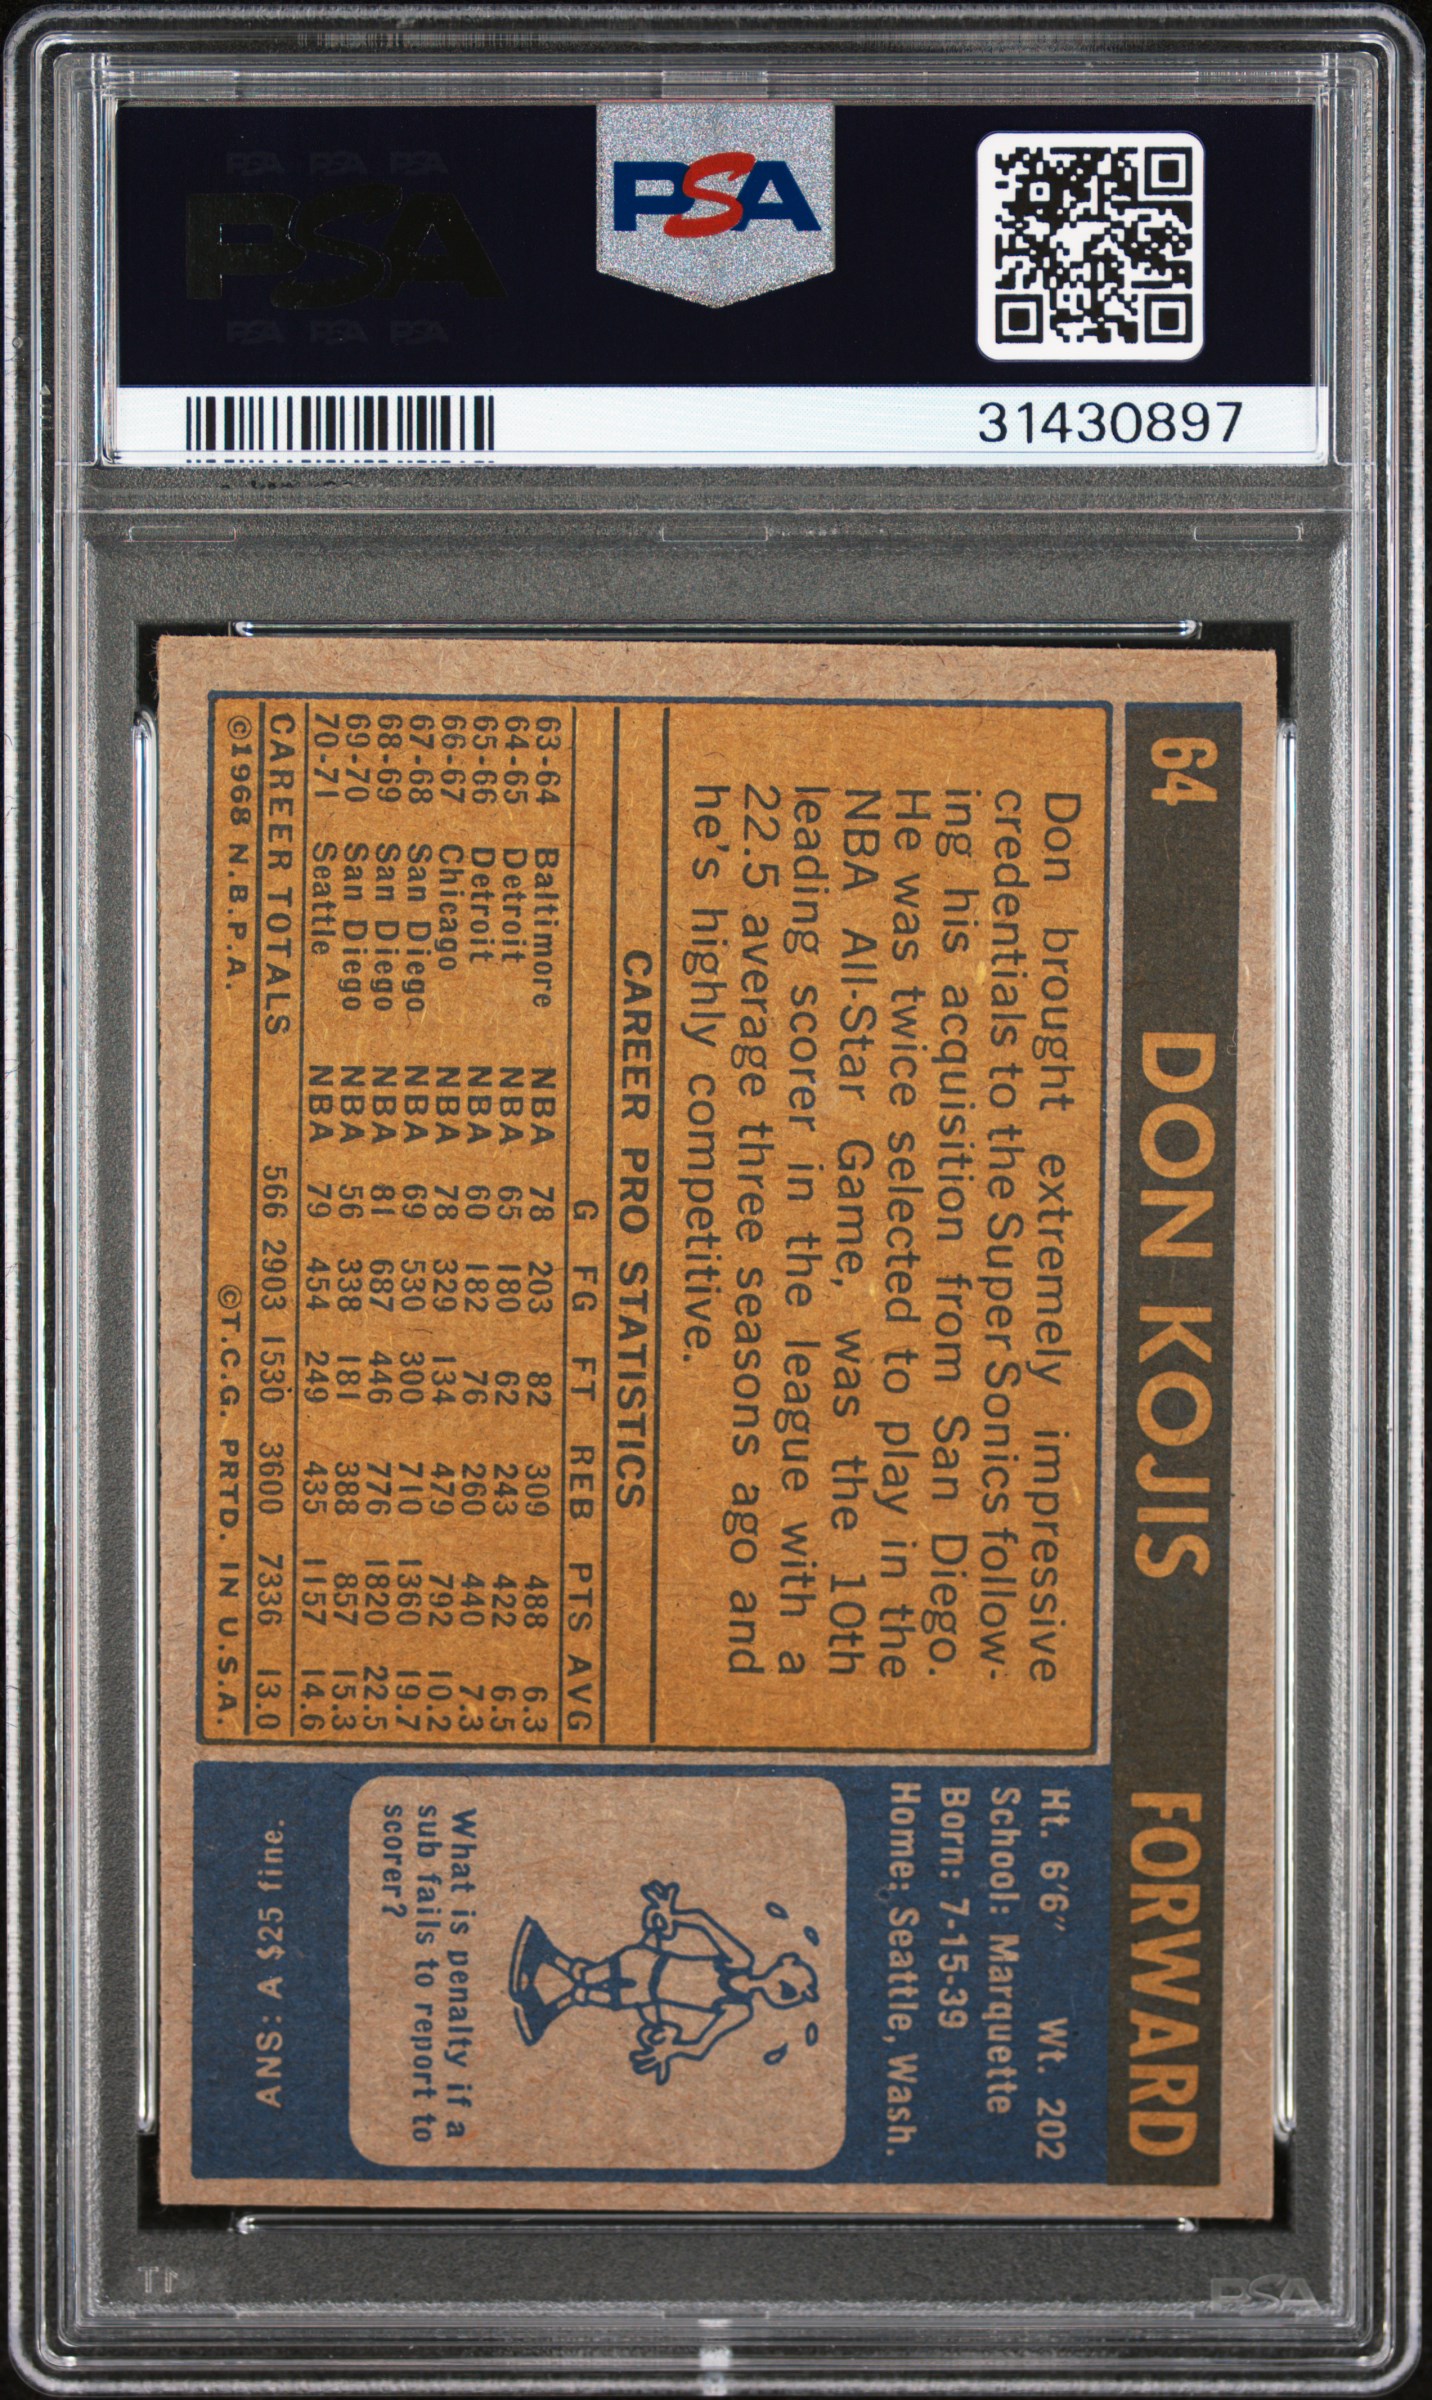 PSA PSA PSA
PSA
PSA PSA PSA
PSA
31430897
64 DON KOJIS FORWARD
Don brought extremely impressive
credentials to the SuperSonics follow-
ing his acquisition from San Diego.
He was twice selected to play in the
NBA All-Star Game, was the 10th
leading scorer in the league with a
22.5 average three seasons ago and
he's highly competitive.
CAREER PRO STATISTICS
G FG FT REB PTS AVG
63-64 Baltimore NBA 78 203 82 309 488 6.3
64-65 Detroit NBA 65 180 62 243 422 6.5
65-66 Detroit NBA 60 182 76 260 440 7.3
66-67 Chicago NBA 78 329 134 479 792 10.2
67-68 San Diego NBA 69 530 300 710 1360 19.7
68-69 San Diego NBA 81 687 446 776 1820 22.5
69-70 San Diego NBA 56 338 181 388 857 15.3
70-71 Seattle NBA 79 454 249 435 1157 14.6
CAREER TOTALS 566 2903 1530 3600 7336 13.0
©1968 N.B.P.A. ©T.C.G. PRTD. IN U.S.A.
Ht. 6'6" Wt. 202
School: Marquette
Born: 7-15-39
Home: Seattle, Wash.
What is penalty if a
sub fails to report to
scorer?
ANS: A $25 fine.
PSA